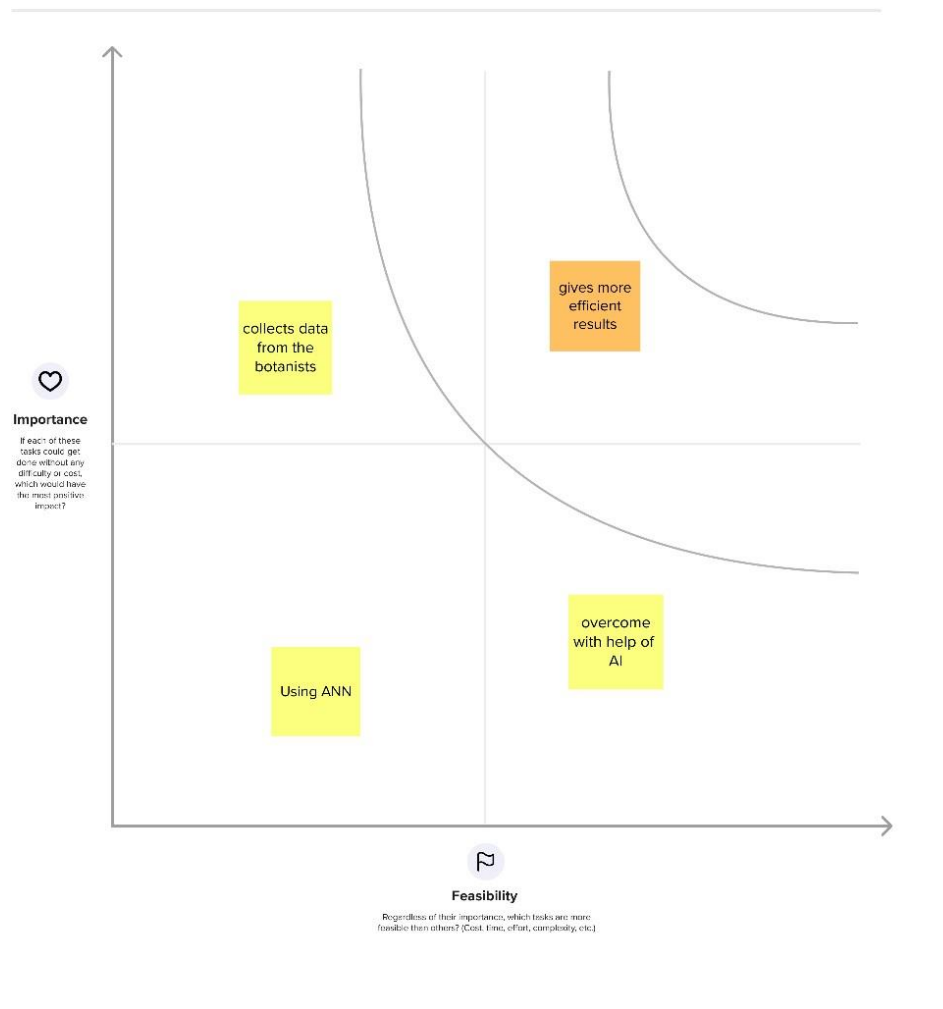 gives more
efficient
results
collects data
from the
botanists
Importance
If each of these
tasks could get
done without any
difficulty or cost,
which would have
the most positive
impact?
overcome
with help of
AI
Using ANN
Feasibility
Regardless of their importance, which tasks are more
feasible than others? (Cost, time, effort, complexity, etc.)